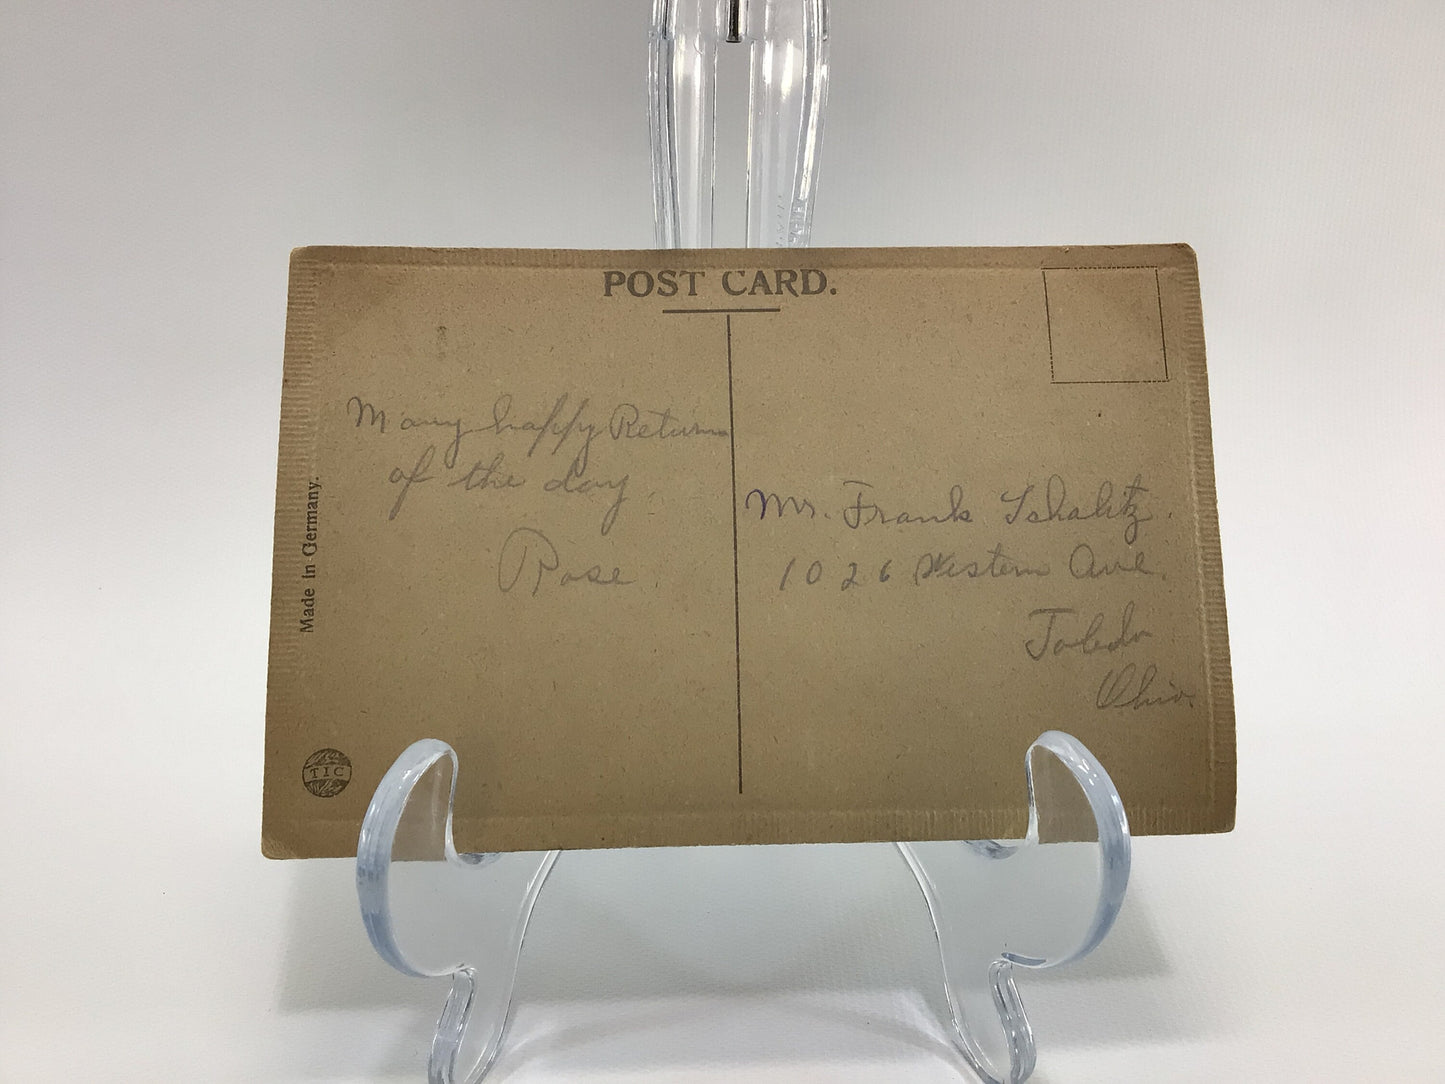 POST CARD.
Many happy Returns
of the day.
Rose.
Mr. Frank Tshalitz.
1026 Western Ave.
Toledo
Ohio.
Made in Germany.
TIC